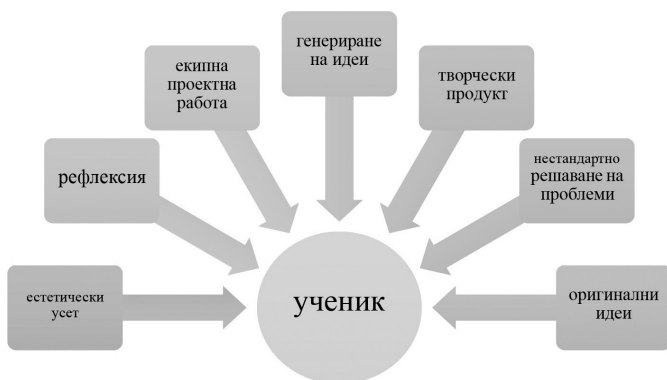 естетически
усет
рефлексия
екипна
проектна
работа
генериране
на идеи
творчески
продукт
нестандартно
решаване на
проблеми
оригинални
идеи
ученик